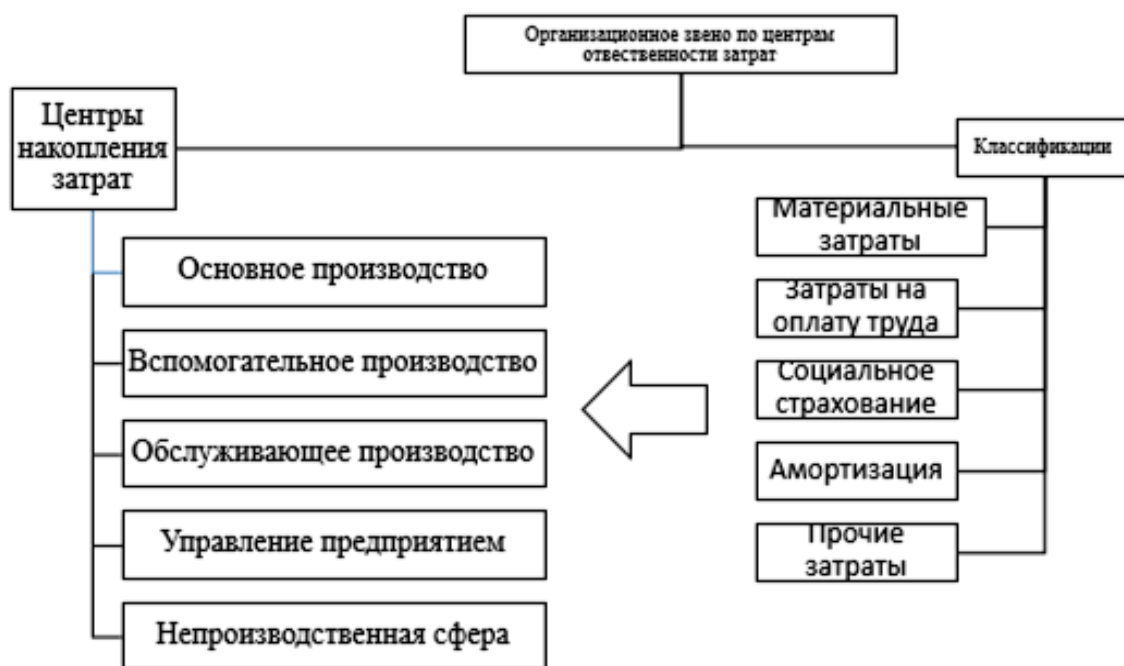 Организационное звено по центрам
отвественности затрат
Центры
накопления
затрат
Классификации
Основное производство
Вспомогательное производство
Обслуживающее производство
Управление предприятием
Непроизводственная сфера
Материальные
затраты
Затраты на
оплату труда
Социальное
страхование
Амортизация
Прочие
затраты